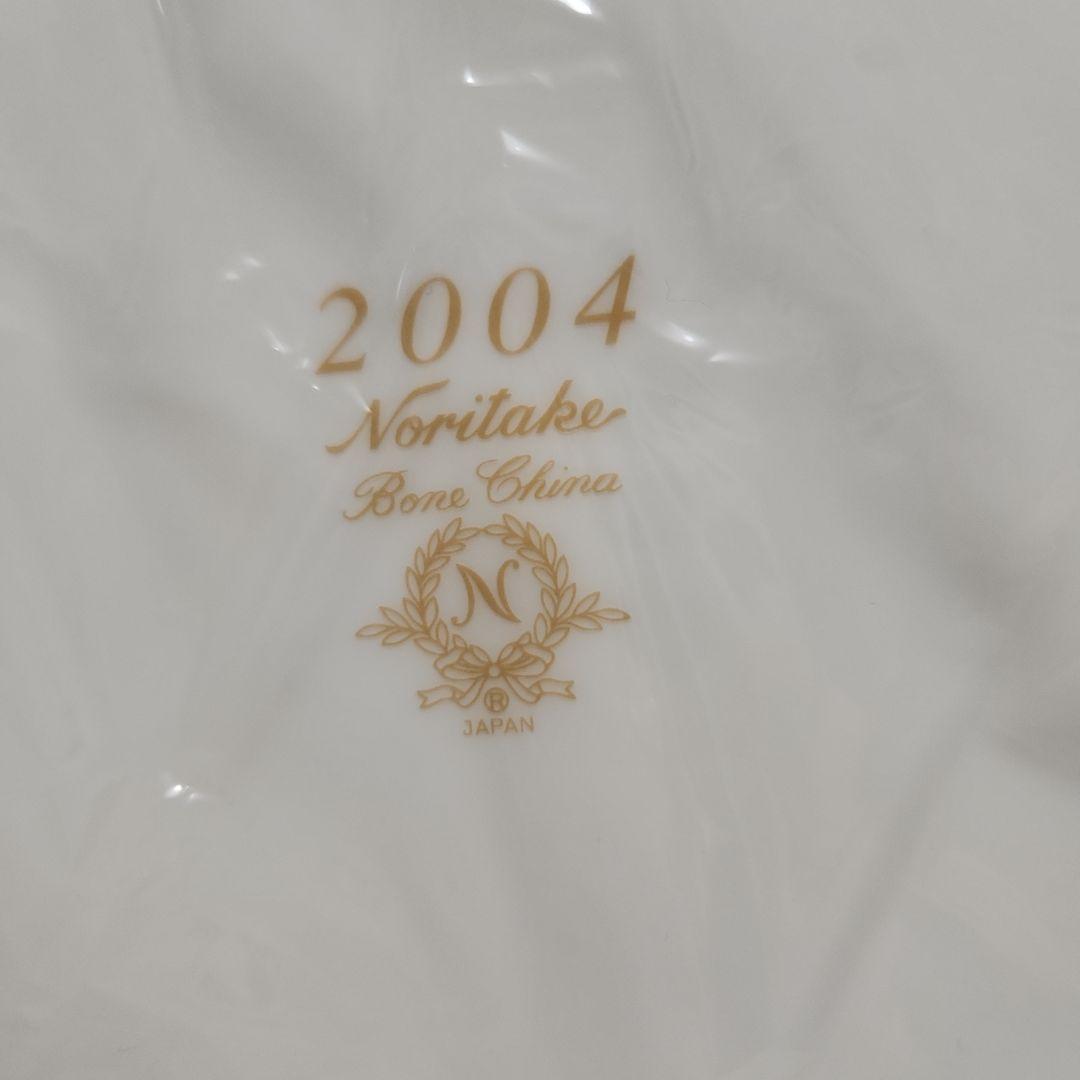 2004
Noritake
Bone China
N
®
JAPAN